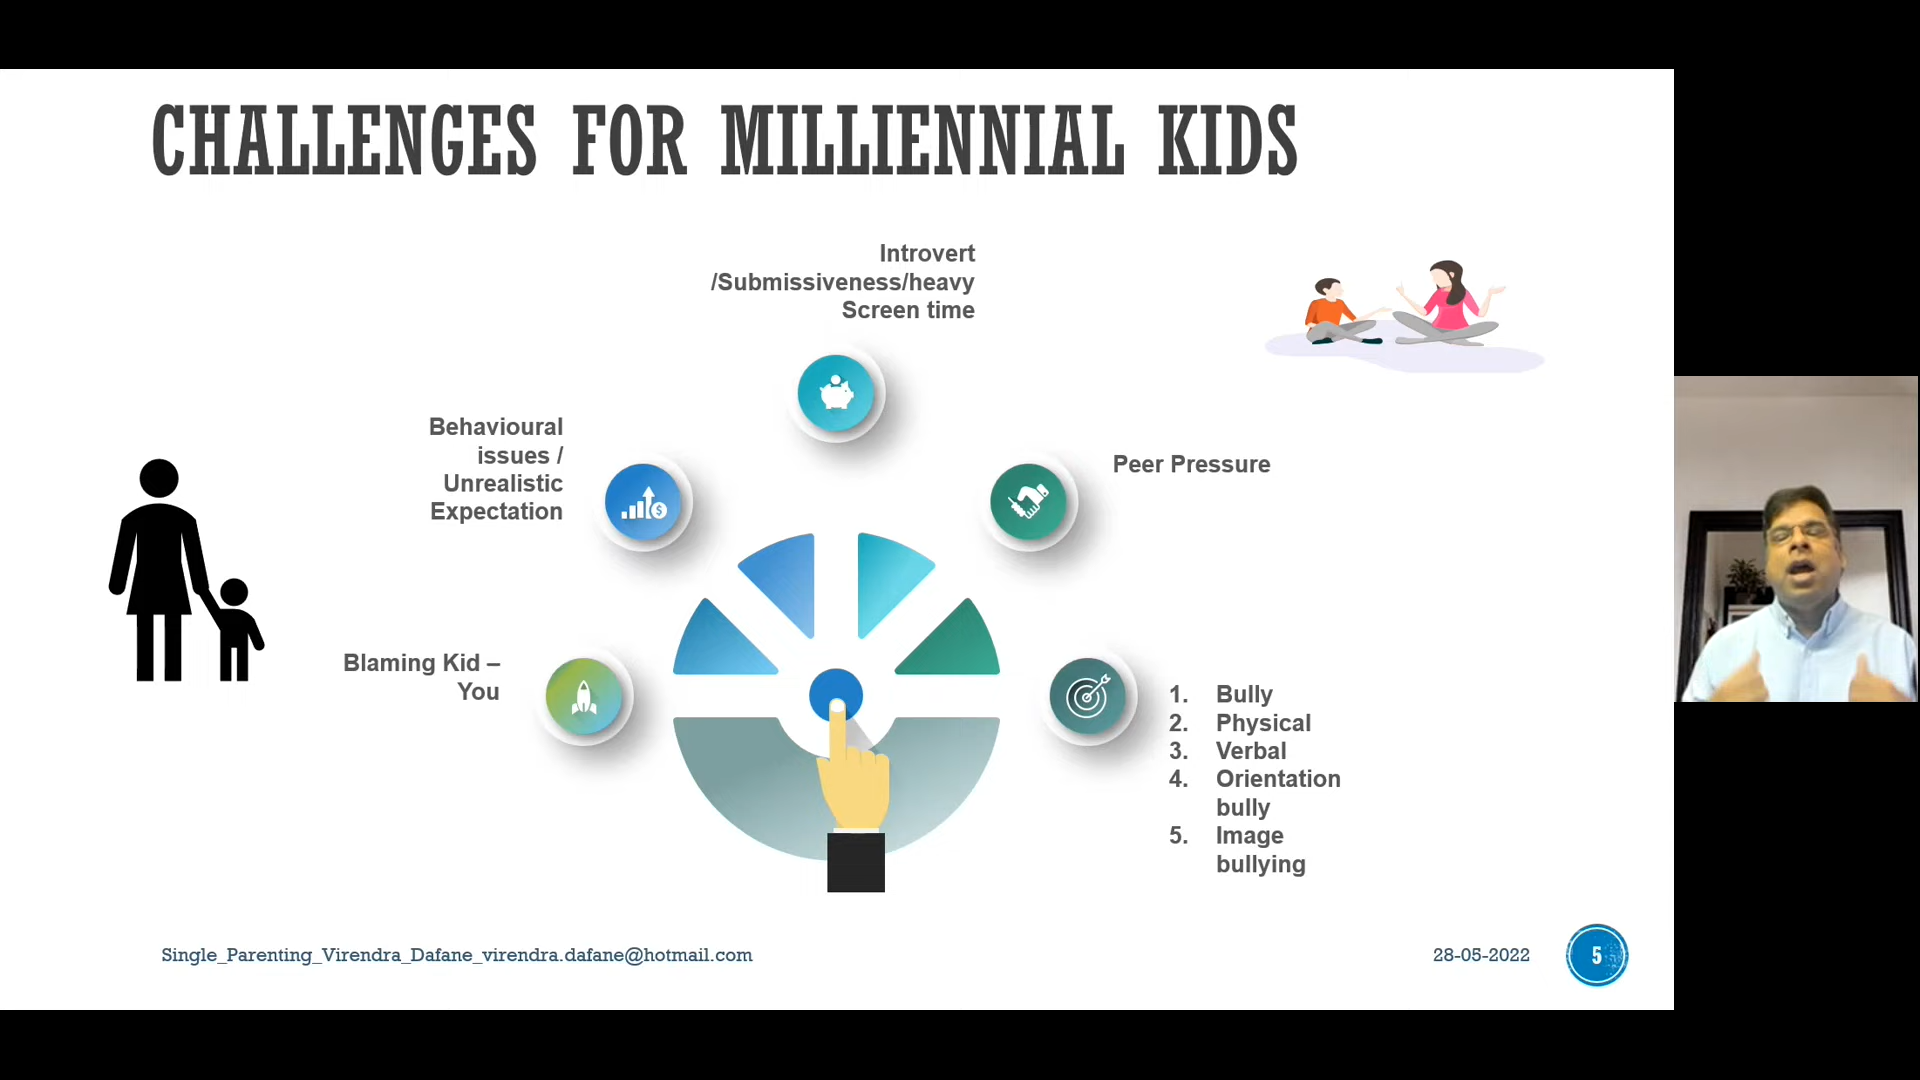 CHALLENGES FOR MILLIENNIAL KIDS
Introvert
/Submissiveness/heavy
Screen time
Behavioural
issues /
Unrealistic
Expectation
Peer Pressure
Blaming Kid –
You
1. Bully
2. Physical
3. Verbal
4. Orientation
bully
5. Image
bullying
$
Single_Parenting_Virendra_Dafane_virendra.dafane@hotmail.com
28-05-2022
5